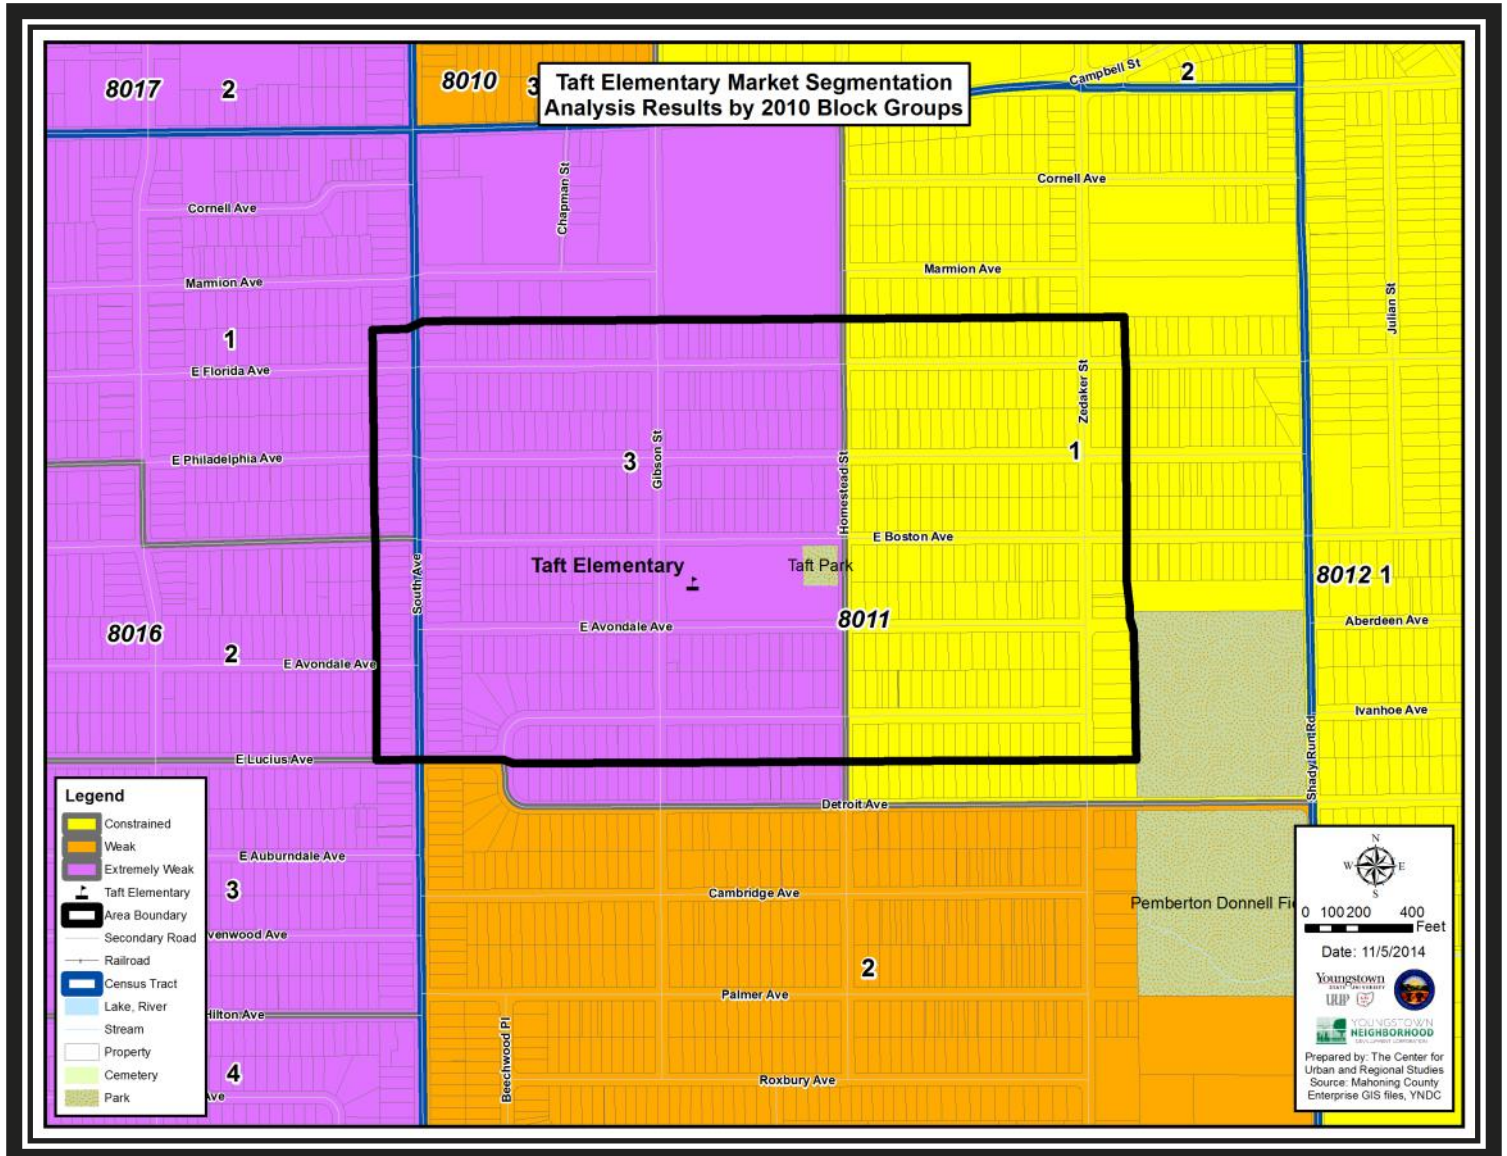 Taft Elementary Market Segmentation
Analysis Results by 2010 Block Groups
8017
2
8010
3
Campbell St
2
Cornell Ave
Chapman St
Cornell Ave
Marmion Ave
Marmion Ave
Julian St
1
E Florida Ave
Zedaker St
E Philadelphia Ave
3
Gibson St
Homestead St
1
E Boston Ave
South Ave
Taft Elementary
Taft Park
8012 1
8011
8016
2
E Avondale Ave
E Avondale Ave
Aberdeen Ave
Ivanhoe Ave
Shady Run Rd
E Lucius Ave
Detroit Ave
E Auburndale Ave
3
venwood Ave
Cambridge Ave
Pemberton Donnell Fi
2
Palmer Ave
Hilton Ave
Beechwood Pl
4
Roxbury Ave
Ave
Legend
Constrained
Weak
Extremely Weak
Taft Elementary
Area Boundary
Secondary Road
Railroad
Census Tract
Lake, River
Stream
Property
Cemetery
Park
N
W E
S
0 100 200 400
Feet
Date: 11/5/2014
Youngstown
STATE UNIVERSITY
YOUNGSTOWN
NEIGHBORHOOD
DEVELOPMENT CORPORATION
Prepared by: The Center for
Urban and Regional Studies
Source: Mahoning County
Enterprise GIS files, YNDC